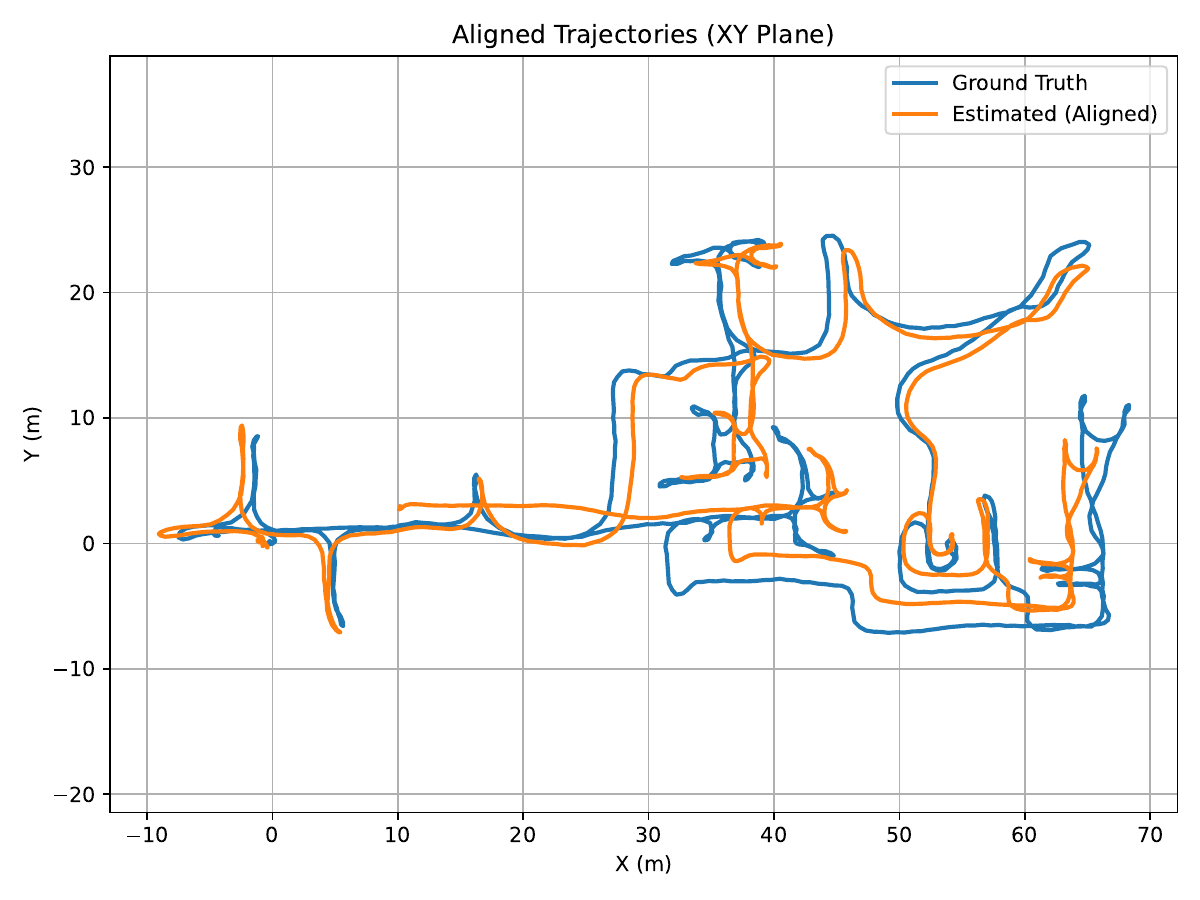 Aligned Trajectories (XY Plane)
Ground Truth
Estimated (Aligned)
Y (m)
30
20
10
0
−10
−20
−10 0 10 20 30 40 50 60 70
X (m)